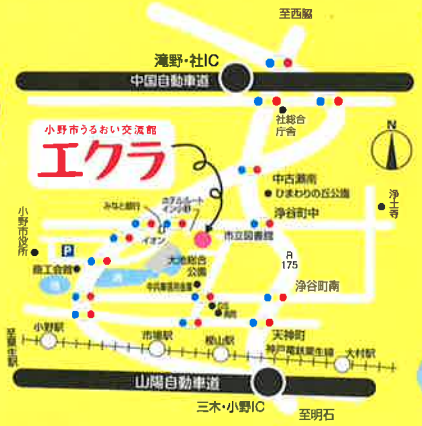 至西脇
滝野・社IC
中国自動車道
社総合
庁舎
小野市うるおい交流館
エクラ
N
中古瀬南
ひまわりの丘公園
浄土寺
ホテルルート
イン小野
みなと銀行
浄谷町中
イオン
市立図書館
小野市役所
P
大池総合
公園
R
175
商工会館
浄谷町南
小野駅
市場駅
樫山駅
天神町
神戸電鉄粟生線
大村駅
至粟生駅
山陽自動車道
三木・小野IC
至明石